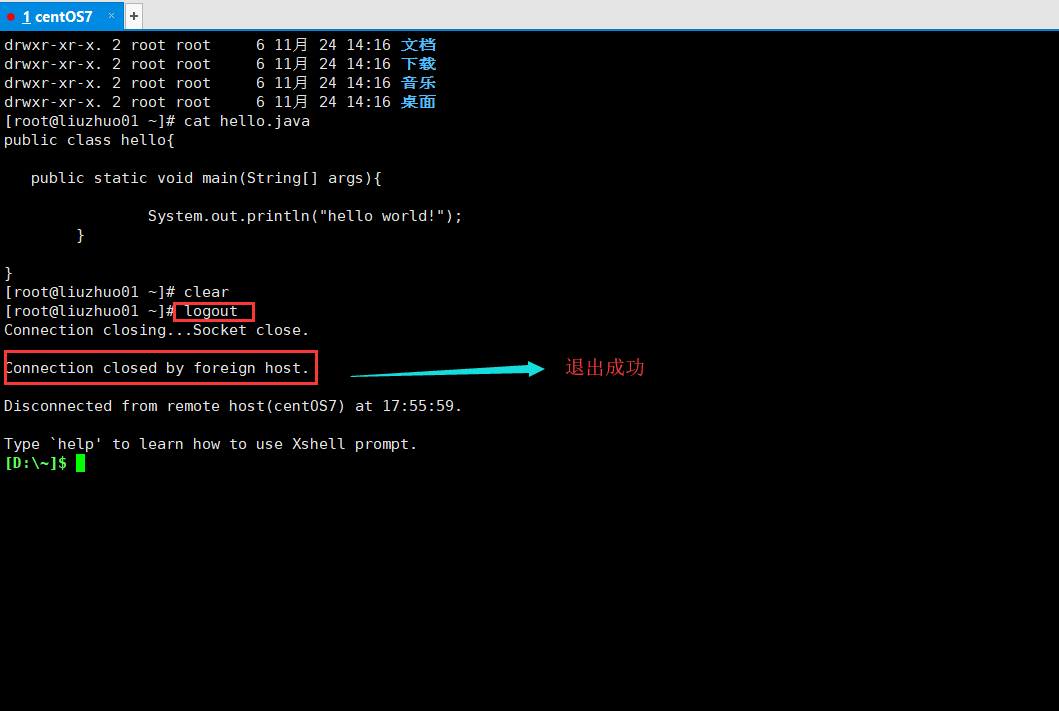 1 centOS7 × +
drwxr-xr-x. 2 root root     6 11月 24 14:16 文档
drwxr-xr-x. 2 root root     6 11月 24 14:16 下载
drwxr-xr-x. 2 root root     6 11月 24 14:16 音乐
drwxr-xr-x. 2 root root     6 11月 24 14:16 桌面
[root@liuzhuo01 ~]# cat hello.java
public class hello{
   public static void main(String[] args){
                System.out.println("hello world!");
        }
}
[root@liuzhuo01 ~]# clear
[root@liuzhuo01 ~]# logout
Connection closing...Socket close.
Connection closed by foreign host.
退出成功
Disconnected from remote host(centOS7) at 17:55:59.
Type `help' to learn how to use Xshell prompt.
[D:\~]$